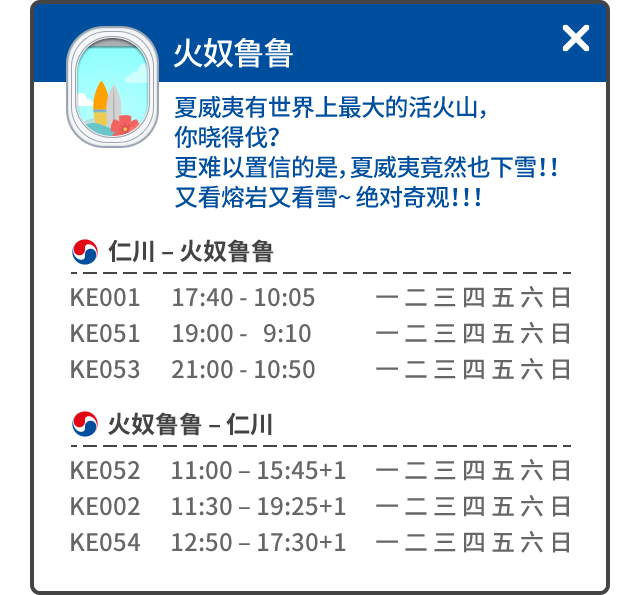 火奴鲁鲁
夏威夷有世界上最大的活火山，
你晓得伐？
更难以置信的是，夏威夷竟然也下雪！！
又看熔岩又看雪~ 绝对奇观！！！
仁川 – 火奴鲁鲁
KE001 17:40 - 10:05 一 二 三 四 五 六 日
KE051 19:00 - 9:10 一 二 三 四 五 六 日
KE053 21:00 - 10:50 一 二 三 四 五 六 日
火奴鲁鲁 – 仁川
KE052 11:00 – 15:45+1 一 二 三 四 五 六 日
KE002 11:30 – 19:25+1 一 二 三 四 五 六 日
KE054 12:50 – 17:30+1 一 二 三 四 五 六 日